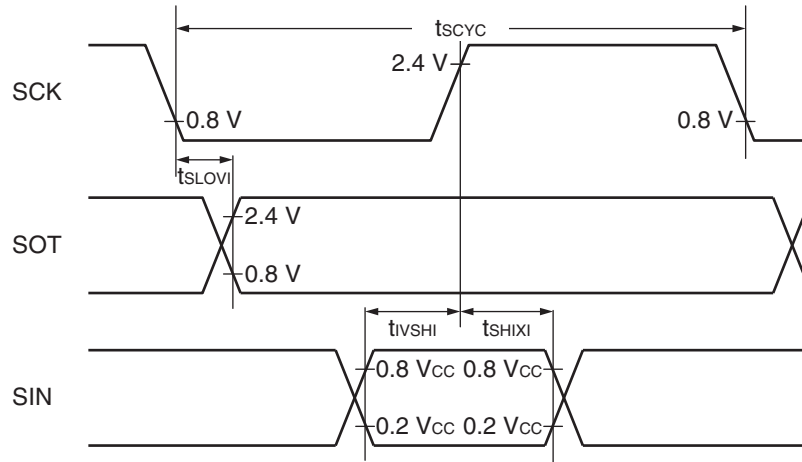 tSCYC
SCK
2.4 V
0.8 V
0.8 V
tSLOVI
SOT
2.4 V
0.8 V
tIVSHI
tSHIXI
SIN
0.8 VCC
0.8 VCC
0.2 VCC
0.2 VCC